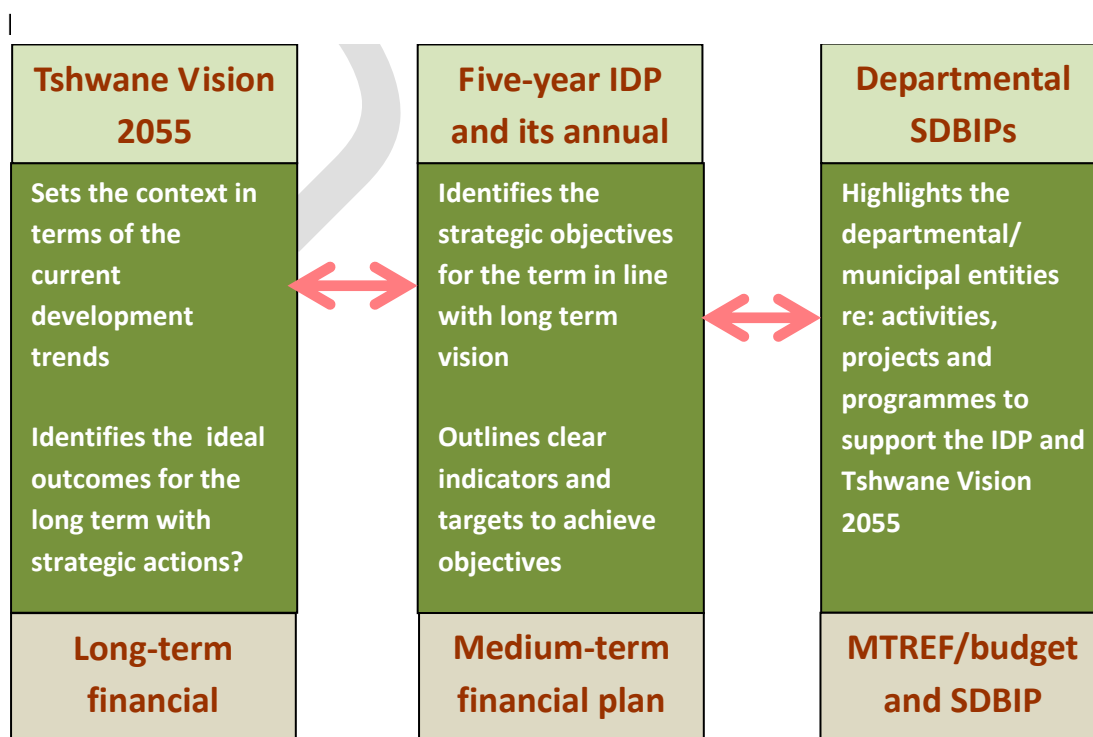 Tshwane Vision
2055
Sets the context in
terms of the
current
development
trends
Identifies the ideal
outcomes for the
long term with
strategic actions?
Long-term
financial
Five-year IDP
and its annual
Identifies the
strategic objectives
for the term in line
with long term
vision
Outlines clear
indicators and
targets to achieve
objectives
Medium-term
financial plan
Departmental
SDBIPs
Highlights the
departmental/
municipal entities
re: activities,
projects and
programmes to
support the IDP and
Tshwane Vision
2055
MTREF/budget
and SDBIP